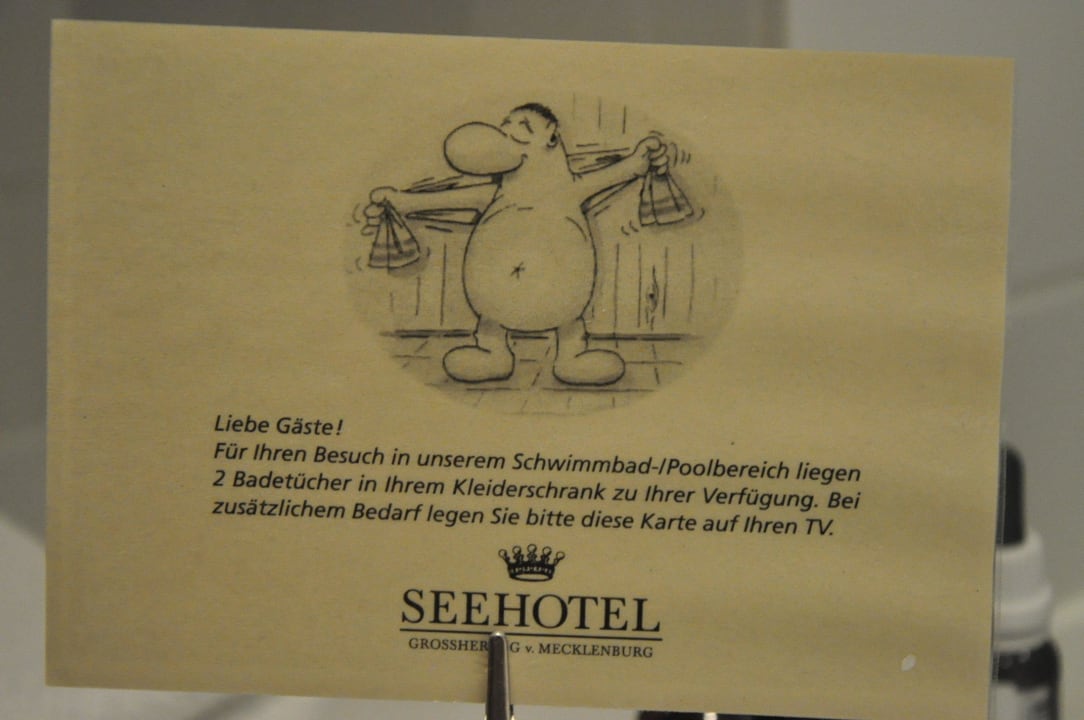 Liebe Gäste!
Für Ihren Besuch in unserem Schwimmbad-/Poolbereich liegen
2 Badetücher in Ihrem Kleiderschrank zu Ihrer Verfügung. Bei
zusätzlichem Bedarf legen Sie bitte diese Karte auf Ihren TV.
SEEHOTEL
v. MECKLENBURG